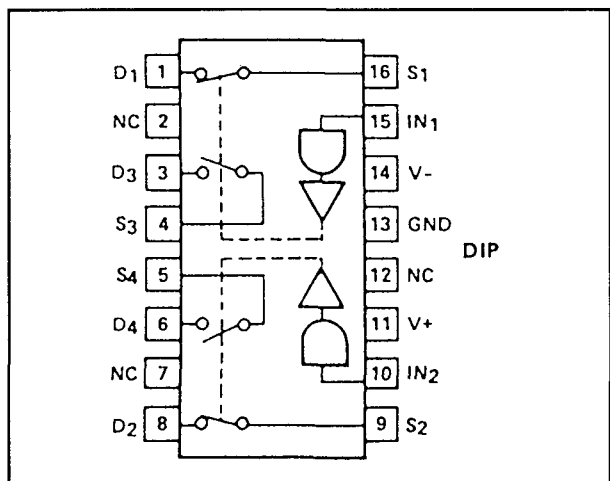 D1 1 16 S1
NC 2 15 IN1
D3 3 14 V-
S3 4 13 GND
DIP
S4 5 12 NC
D4 6 11 V+
NC 7 10 IN2
D2 8 9 S2